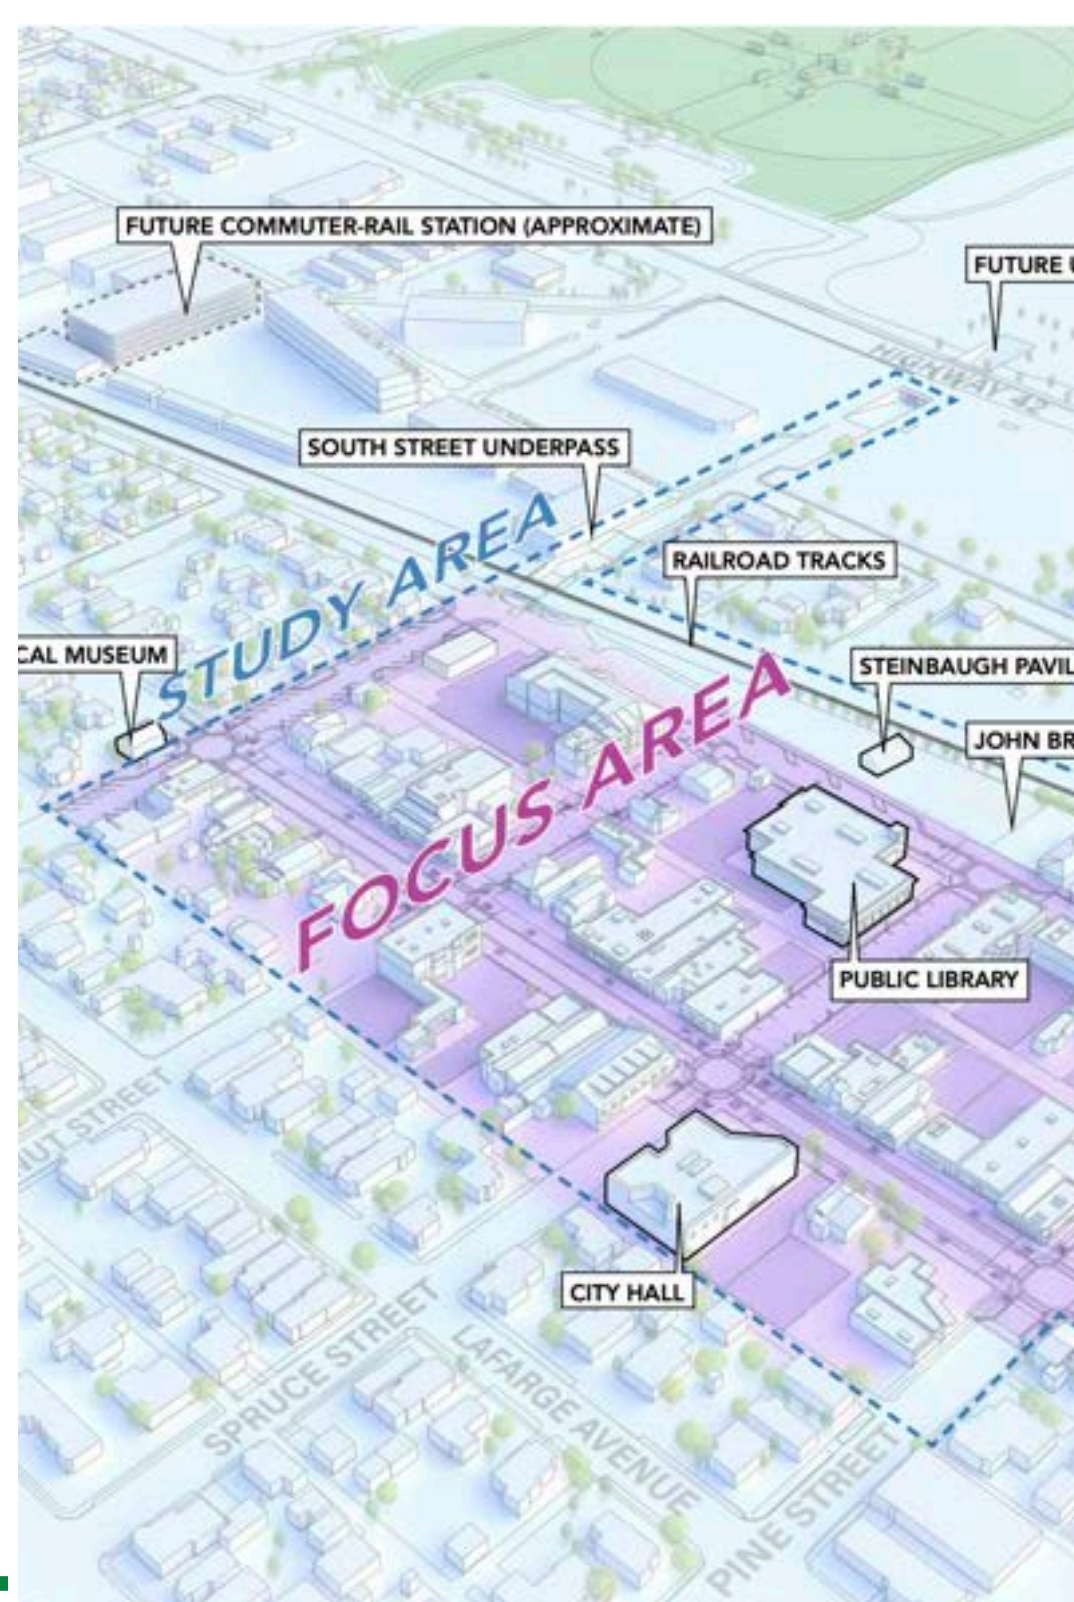 FUTURE COMMUTER-RAIL STATION (APPROXIMATE)
FUTURE
HIGHWAY 42
SOUTH STREET UNDERPASS
STUDY AREA
RAILROAD TRACKS
CAL MUSEUM
STEINBAUGH PAVIL
JOHN BR
FOCUS AREA
PUBLIC LIBRARY
UT STREET
CITY HALL
SPRUCE STREET
LAFARGE AVENUE
PINE STREET